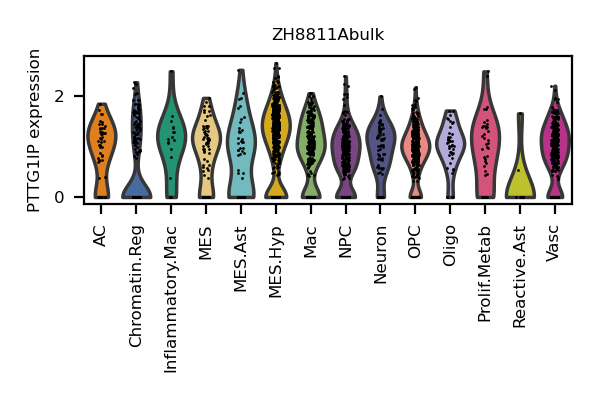 ZH8811Abulk
PTTG1IP expression
2
0
AC
Chromatin.Reg
Inflammatory.Mac
MES
MES.Ast
MES.Hyp
Mac
NPC
Neuron
OPC
Oligo
Prolif.Metab
Reactive.Ast
Vasc